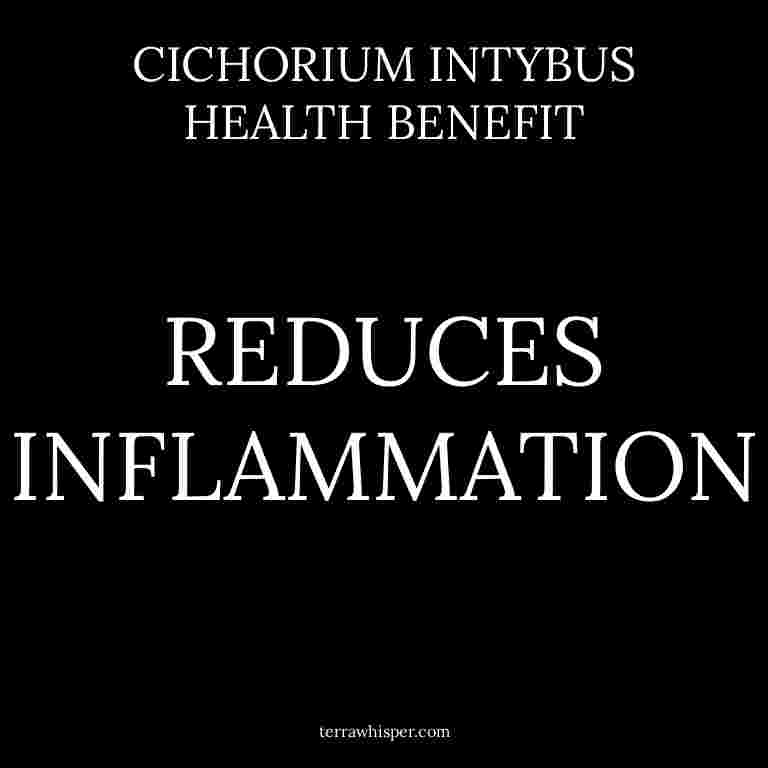 CICHORIUM INTYBUS
HEALTH BENEFIT
REDUCES
INFLAMMATION
terrawhisper.com